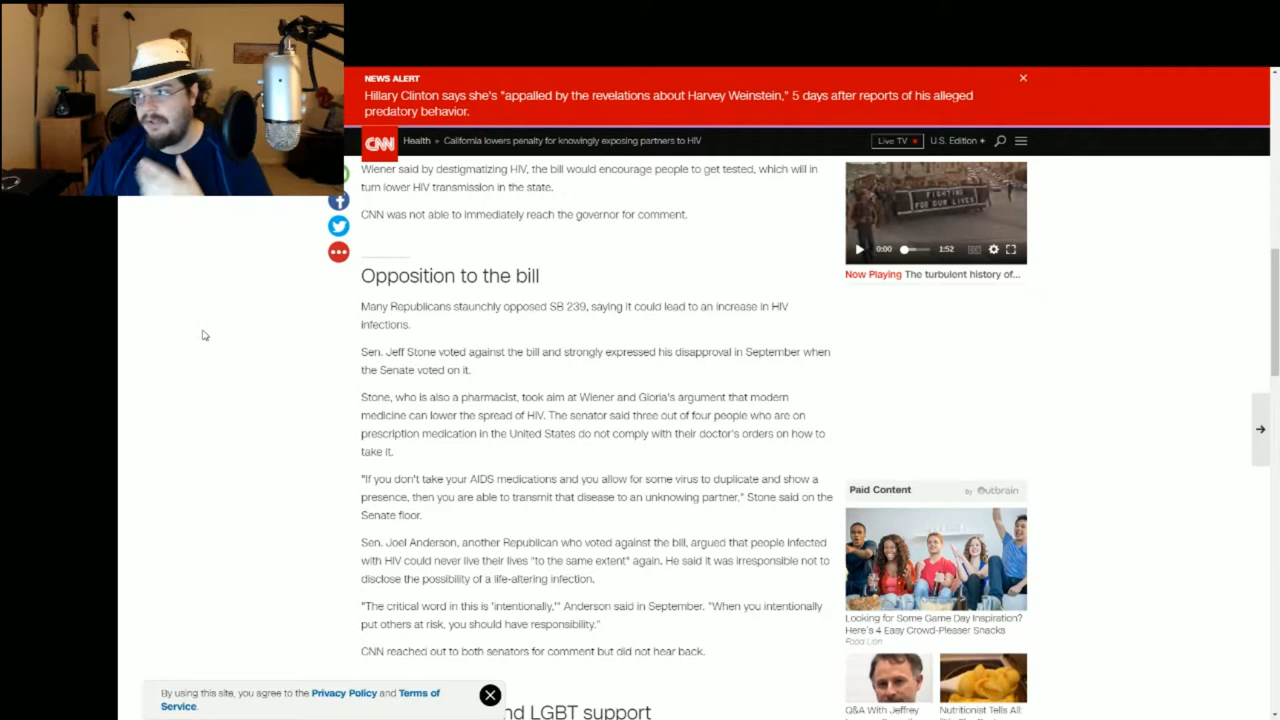 NEWS ALERT
Hillary Clinton says she's "appalled by the revelations about Harvey Weinstein," 5 days after reports of his alleged
predatory behavior.
CNN
Health » California lowers penalty for knowingly exposing partners to HIV
Live TV
U.S. Edition +
Wiener said by destigmatizing HIV, the bill would encourage people to get tested, which will in
turn lower HIV transmission in the state.
CNN was not able to immediately reach the governor for comment.
FIGHTING
FOR OUR LIVES
0:00
1:52
CC
Now Playing The turbulent history of...
Opposition to the bill
Many Republicans staunchly opposed SB 239, saying it could lead to an increase in HIV
infections.
Sen. Jeff Stone voted against the bill and strongly expressed his disapproval in September when
the Senate voted on it.
Stone, who is also a pharmacist, took aim at Wiener and Gloria's argument that modern
medicine can lower the spread of HIV. The senator said three out of four people who are on
prescription medication in the United States do not comply with their doctor's orders on how to
take it.
"If you don't take your AIDS medications and you allow for some virus to duplicate and show a
presence, then you are able to transmit that disease to an unknowing partner," Stone said on the
Senate floor.
Sen. Joel Anderson, another Republican who voted against the bill, argued that people infected
with HIV could never live their lives "to the same extent" again. He said it was irresponsible not to
disclose the possibility of a life-altering infection.
"The critical word in this is 'intentionally,'" Anderson said in September. "When you intentionally
put others at risk, you should have responsibility."
CNN reached out to both senators for comment but did not hear back.
Paid Content
by Outbrain
Looking for Some Game Day Inspiration?
Here's 4 Easy Crowd-Pleaser Snacks
Food Lion
Q&A With Jeffrey
Nutritionist Tells All:
By using this site, you agree to the Privacy Policy and Terms of
Service.
nd LGBT support